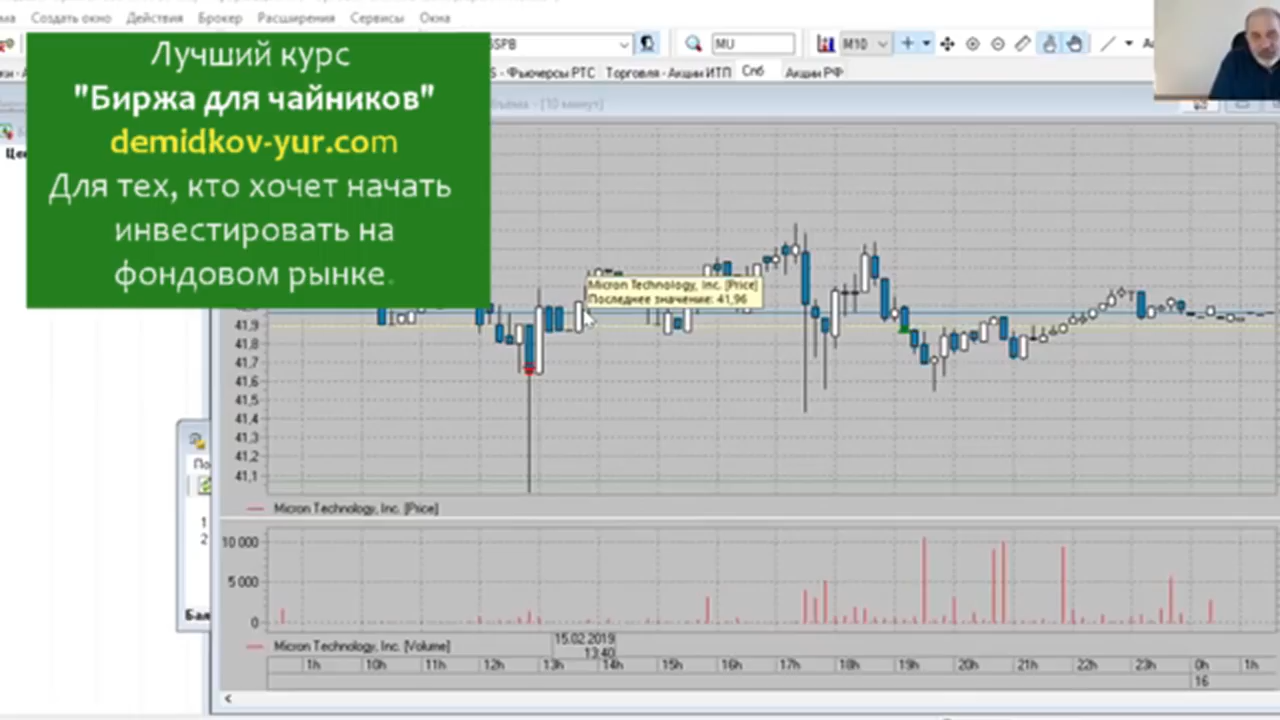 Создать окно Действия Брокер Расширения Сервисы Окна
MU
M10
Фьючерсы РТС Торговля - Акции ИТП Спб Акции РФ
[10 минут]
Лучший курс
"Биржа для чайников"
demidkov-yur.com
Для тех, кто хочет начать
инвестировать на
фондовом рынке.
Micron Technology, Inc. [Price]
Последнее значение: 41,96
41,9
41,8
41,7
41,6
41,5
41,4
41,3
41,2
41,1
Micron Technology, Inc. [Price]
1
2
10 000
5 000
0
Micron Technology, Inc. [Volume]
15.02.2019
13:40
1h 10h 11h 12h 13h 14h 15h 16h 17h 18h 19h 20h 21h 22h 23h 0h 1h
16